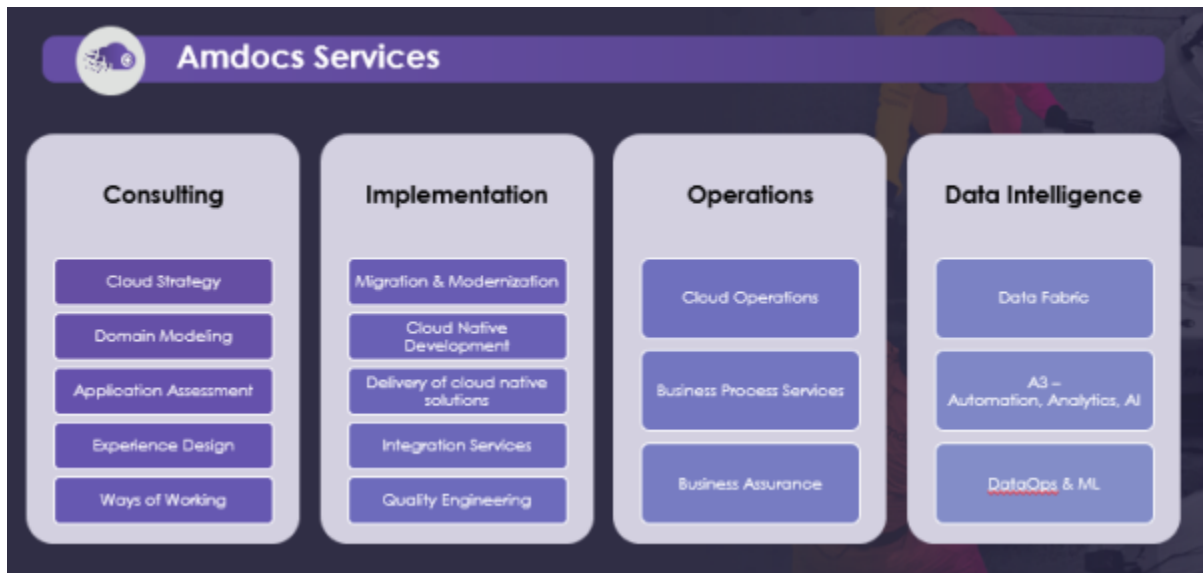 Amdocs Services
Consulting
Cloud Strategy
Domain Modeling
Application Assessment
Experience Design
Ways of Working
Implementation
Migration & Modernization
Cloud Native
Development
Delivery of cloud native
solutions
Integration Services
Quality Engineering
Operations
Cloud Operations
Business Process Services
Business Assurance
Data Intelligence
Data Fabric
A3 –
Automation, Analytics, AI
DataOps & ML